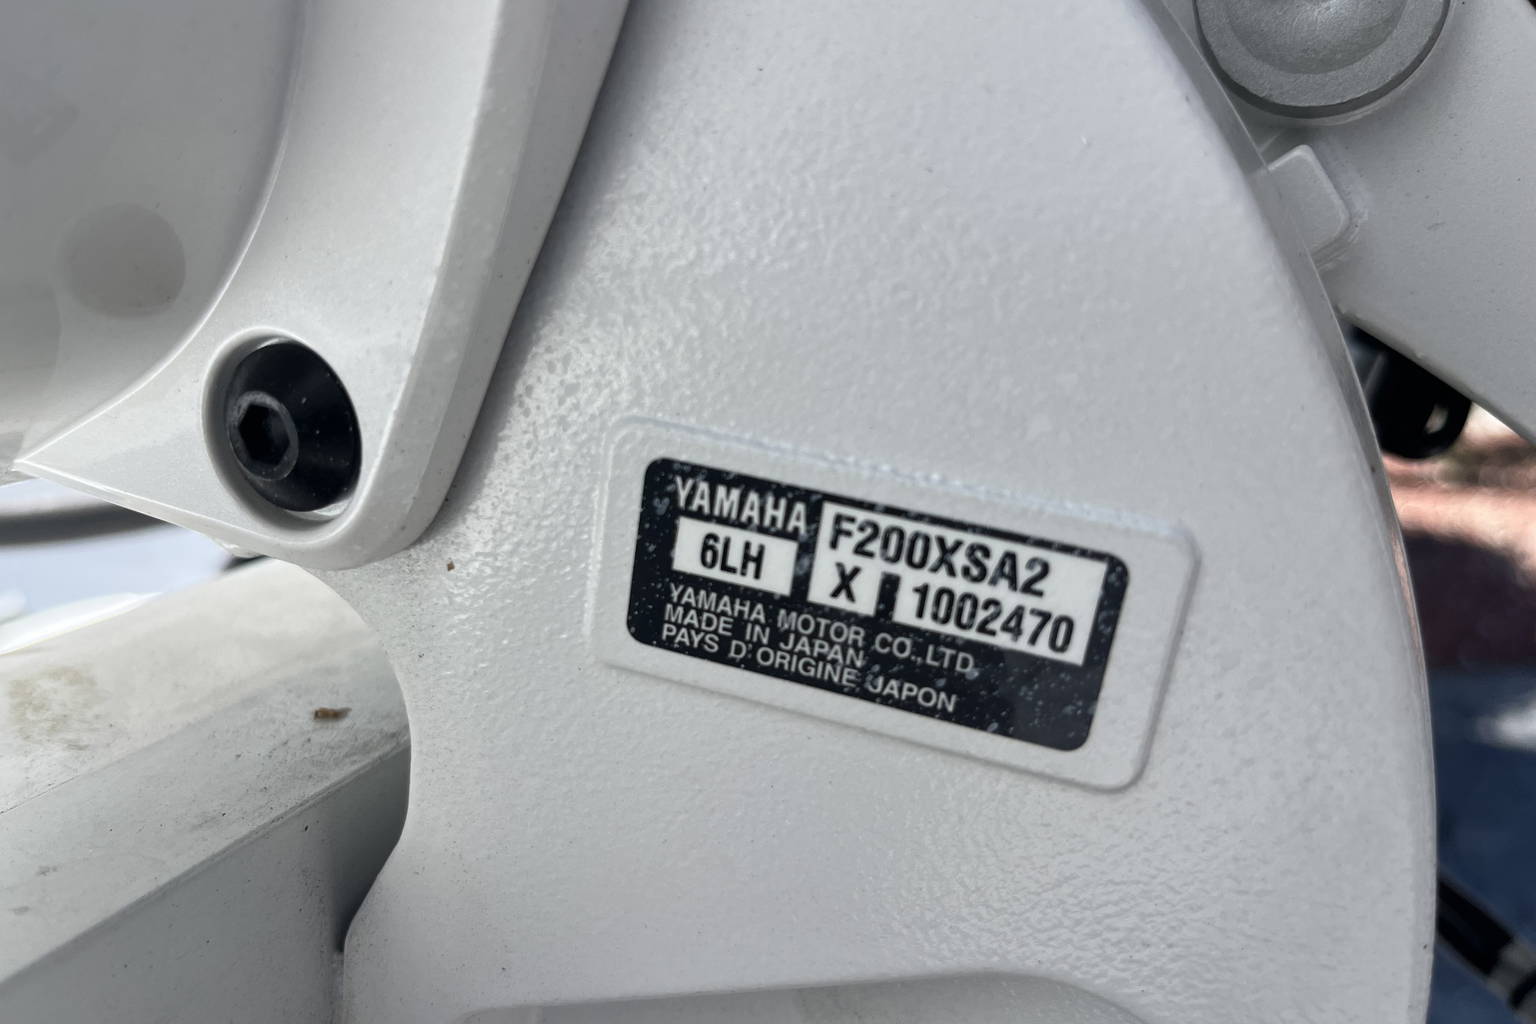 YAMAHA F200XSA2
6LH X 1002470
YAMAHA MOTOR CO.,LTD.
MADE IN JAPAN
PAYS D'ORIGINE JAPON